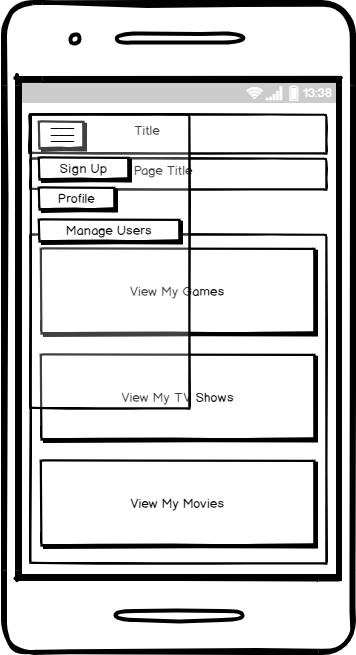 13:38
Title
Sign Up
Page Title
Profile
Manage Users
View My Games
View My TV Shows
View My Movies